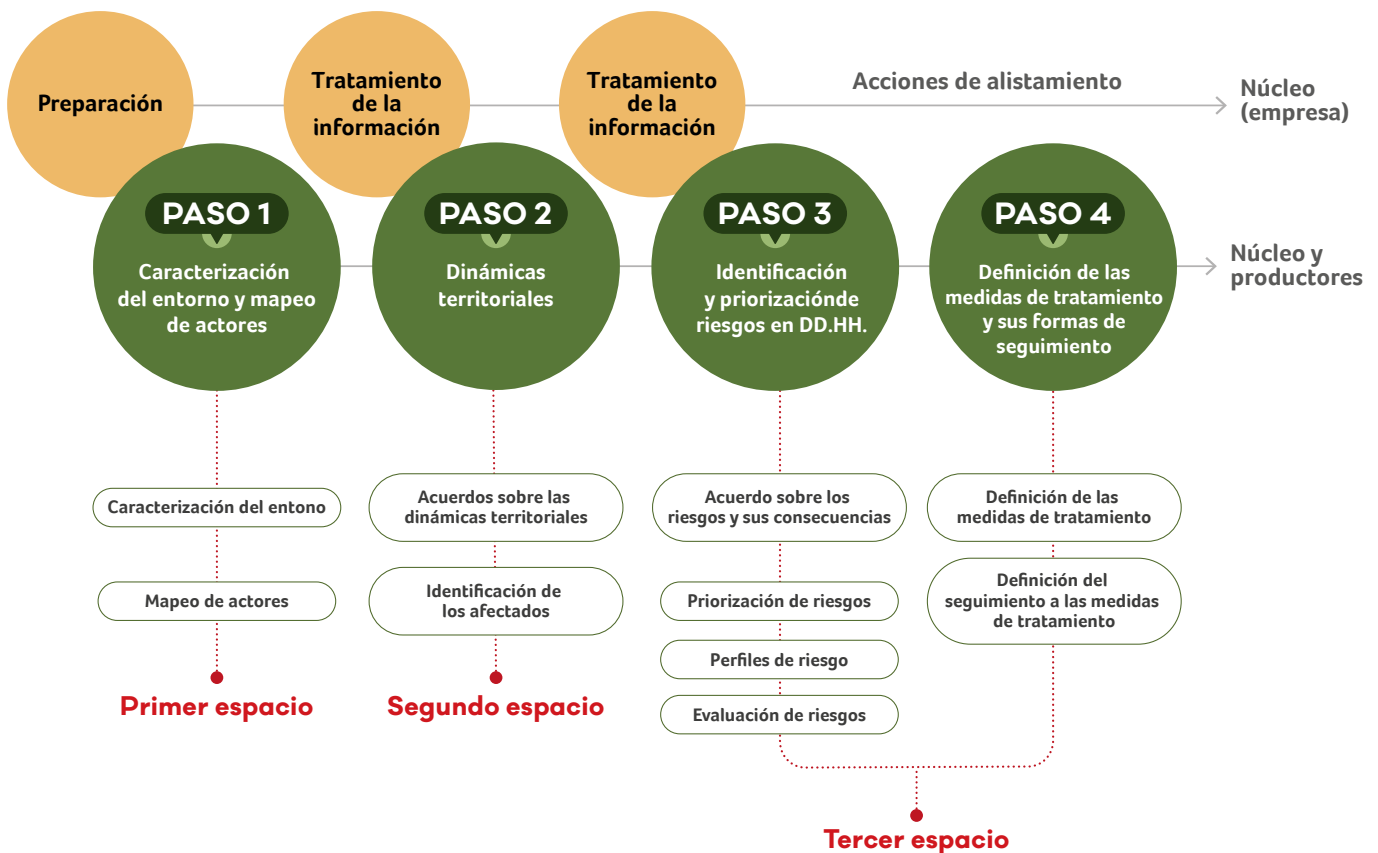 Preparación
Tratamiento
de la
información
Tratamiento
de la
información
Acciones de alistamiento
Núcleo
(empresa)
PASO 1
Caracterización
del entorno y mapeo
de actores
PASO 2
Dinámicas
territoriales
PASO 3
Identificación
y priorizaciónde
riesgos en DD.HH.
PASO 4
Definición de las
medidas de tratamiento
y sus formas de
seguimiento
Núcleo y
productores
Caracterización del entono
Mapeo de actores
Primer espacio
Acuerdos sobre las
dinámicas territoriales
Identificación de
los afectados
Segundo espacio
Acuerdo sobre los
riesgos y sus consecuencias
Priorización de riesgos
Perfiles de riesgo
Evaluación de riesgos
Definición de las
medidas de tratamiento
Definición del
seguimiento a las medidas
de tratamiento
Tercer espacio